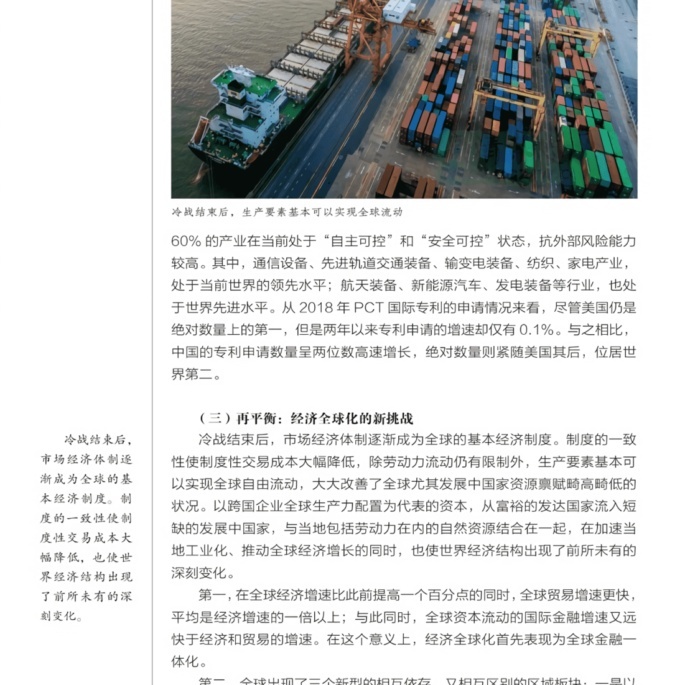 冷战结束后，生产要素基本可以实现全球流动
60% 的产业在当前处于“自主可控”和“安全可控”状态，抗外部风险能力
较高。其中，通信设备、先进轨道交通装备、输变电装备、纺织、家电产业，
处于当前世界的领先水平；航天装备、新能源汽车、发电装备等行业，也处
于世界先进水平。从 2018 年 PCT 国际专利的申请情况来看，尽管美国仍是
绝对数量上的第一，但是两年以来专利申请的增速却仅有 0.1%。与之相比，
中国的专利申请数量呈两位数高速增长，绝对数量则紧随美国其后，位居世
界第二。
（三）再平衡：经济全球化的新挑战
冷战结束后，市场经济体制逐渐成为全球的基本经济制度。制度的一致
性使制度性交易成本大幅降低，除劳动力流动仍有限制外，生产要素基本可
以实现全球自由流动，大大改善了全球尤其发展中国家资源禀赋畸高畸低的
状况。以跨国企业全球生产力配置为代表的资本，从富裕的发达国家流入短
缺的发展中国家，与当地包括劳动力在内的自然资源结合在一起，在加速当
地工业化、推动全球经济增长的同时，也使世界经济结构出现了前所未有的
深刻变化。
第一，在全球经济增速比此前提高一个百分点的同时，全球贸易增速更快，
平均是经济增速的一倍以上；与此同时，全球资本流动的国际金融增速又远
快于经济和贸易的增速。在这个意义上，经济全球化首先表现为全球金融一
体化。
第二，全球出现了三个新型的相互依存、又相互区别的区域板块：一是以
冷战结束后，
市场经济体制逐
渐成为全球的基
本经济制度。制
度的一致性使制
度性交易成本大
幅降低，也使世
界经济结构出现
了前所未有的深
刻变化。